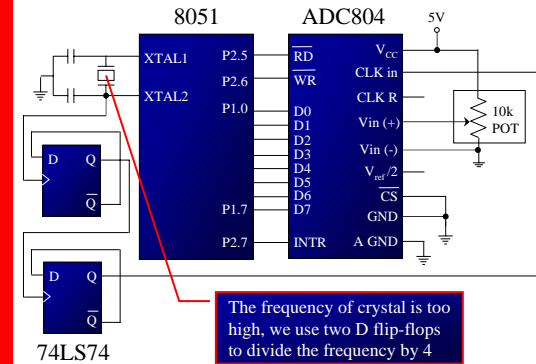 8051
ADC804
5V
XTAL1
P2.5
RD
VCC
P2.6
WR
CLK in
XTAL2
P1.0
D0
CLK R
D1
D2
Vin (+)
10k
POT
D3
D4
Vin (-)
D5
Vref /2
D6
CS
P1.7
D7
GND
P2.7
INTR
A GND
D
Q
Q
D
Q
Q
74LS74
The frequency of crystal is too
high, we use two D flip-flops
to divide the frequency by 4